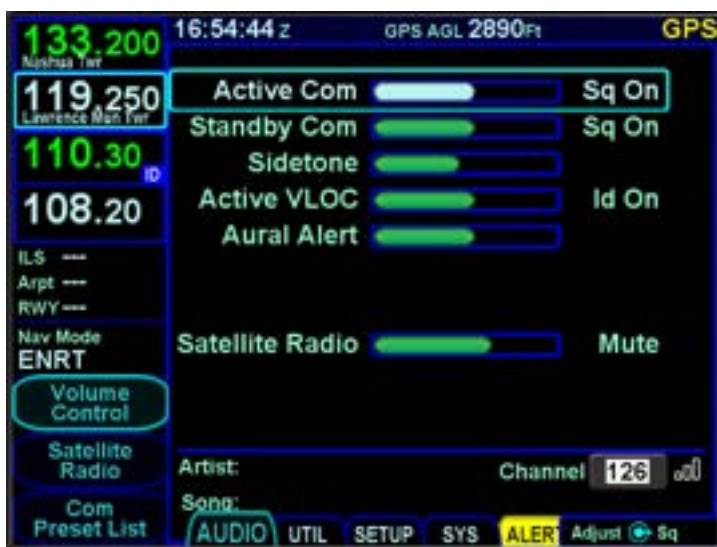 133.200
Nashua Twr
119.250
Lawrence Mun Twr
110.30
ID
108.20
ILS ---
Arpt ---
RWY ---
Nav Mode
ENRT
Volume
Control
Satellite
Radio
Com
Preset List
16:54:44 Z GPS AGL 2890Ft GPS
Active Com Sq On
Standby Com Sq On
Sidetone
Active VLOC Id On
Aural Alert
Satellite Radio Mute
Artist: Channel 126
Song:
AUDIO UTIL SETUP SYS ALERT Adjust Sq